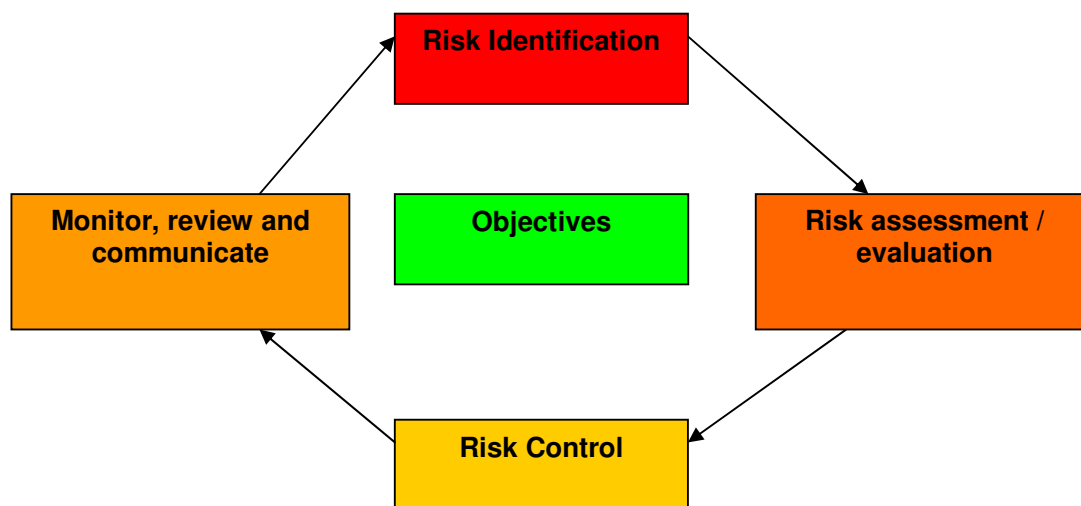 Risk Identification
Monitor, review and
communicate
Objectives
Risk assessment /
evaluation
Risk Control